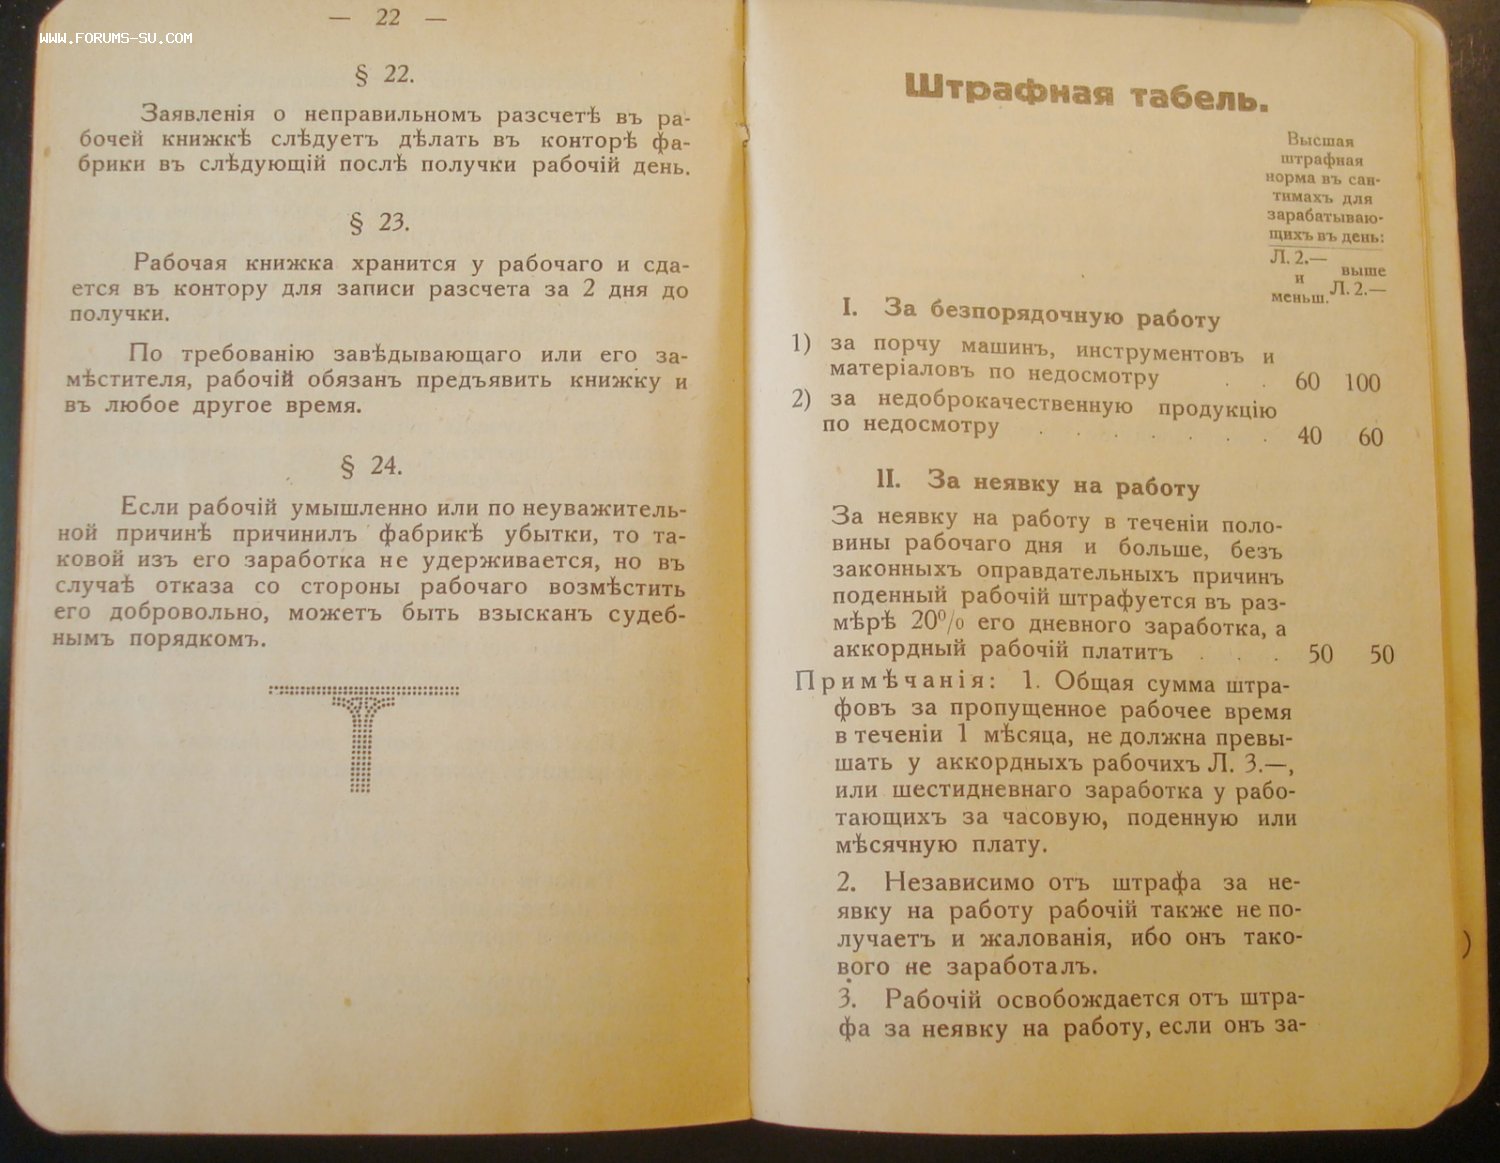 WWW.FORUMS-SU.COM
— 22 —
§ 22.
Заявленія о неправильномъ разсчетѣ въ ра-
бочей книжкѣ слѣдуетъ дѣлать въ конторѣ фа-
брики въ слѣдующій послѣ получки рабочій день.
§ 23.
Рабочая книжка хранится у рабочаго и сда-
ется въ контору для записи разсчета за 2 дня до
получки.
По требованію завѣдывающаго или его за-
мѣстителя, рабочій обязанъ предъявить книжку и
въ любое другое время.
§ 24.
Если рабочій умышленно или по неуважитель-
ной причинѣ причинилъ фабрикѣ убытки, то та-
ковой изъ его заработка не удерживается, но въ
случаѣ отказа со стороны рабочаго возмѣстить
его добровольно, можетъ быть взысканъ судеб-
нымъ порядкомъ.
Штрафная табель.
Высшая
штрафная
норма въ сан-
тимахъ для
зарабатываю-
щихъ въ день:
Л. 2.— и меньш.
выше Л. 2.—
I. За безпорядочную работу
1) за порчу машинъ, инструментовъ и
матеріаловъ по недосмотру . . 60 100
2) за недоброкачественную продукцію
по недосмотру . . . . . . . 40 60
II. За неявку на работу
За неявку на работу в теченіи поло-
вины рабочаго дня и больше, безъ
законныхъ оправдательныхъ причинъ
поденный рабочій штрафуется въ раз-
мѣрѣ 20% его дневного заработка, а
аккордный рабочій платитъ . . . 50 50
Примѣчанія: 1. Общая сумма штра-
фовъ за пропущенное рабочее время
в теченіи 1 мѣсяца, не должна превы-
шать у аккордныхъ рабочихъ Л. 3.—,
или шестидневнаго заработка у рабо-
тающихъ за часовую, поденную или
мѣсячную плату.
2. Независимо отъ штрафа за не-
явку на работу рабочій также не по-
лучаетъ и жалованія, ибо онъ тако-
вого не заработалъ.
3. Рабочій освобождается отъ штра-
фа за неявку на работу, если онъ за-